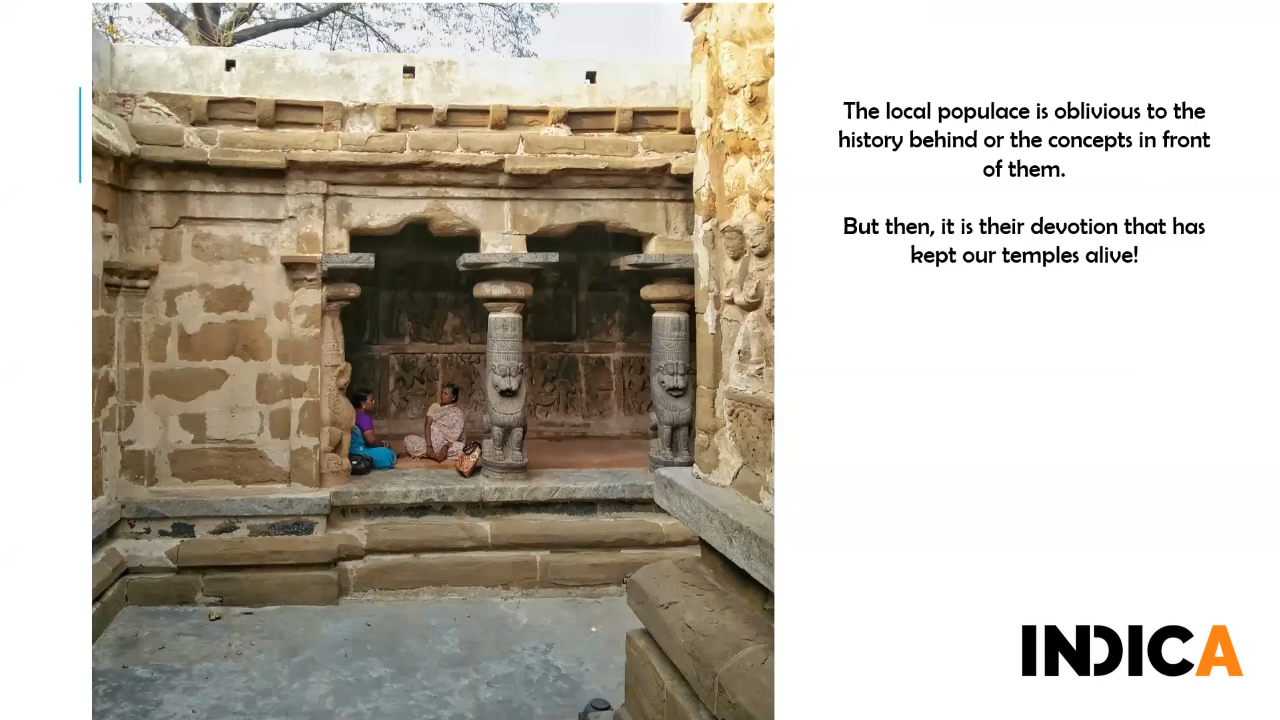 The local populace is oblivious to the
history behind or the concepts in front
of them.
But then, it is their devotion that has
kept our temples alive!
INDICA